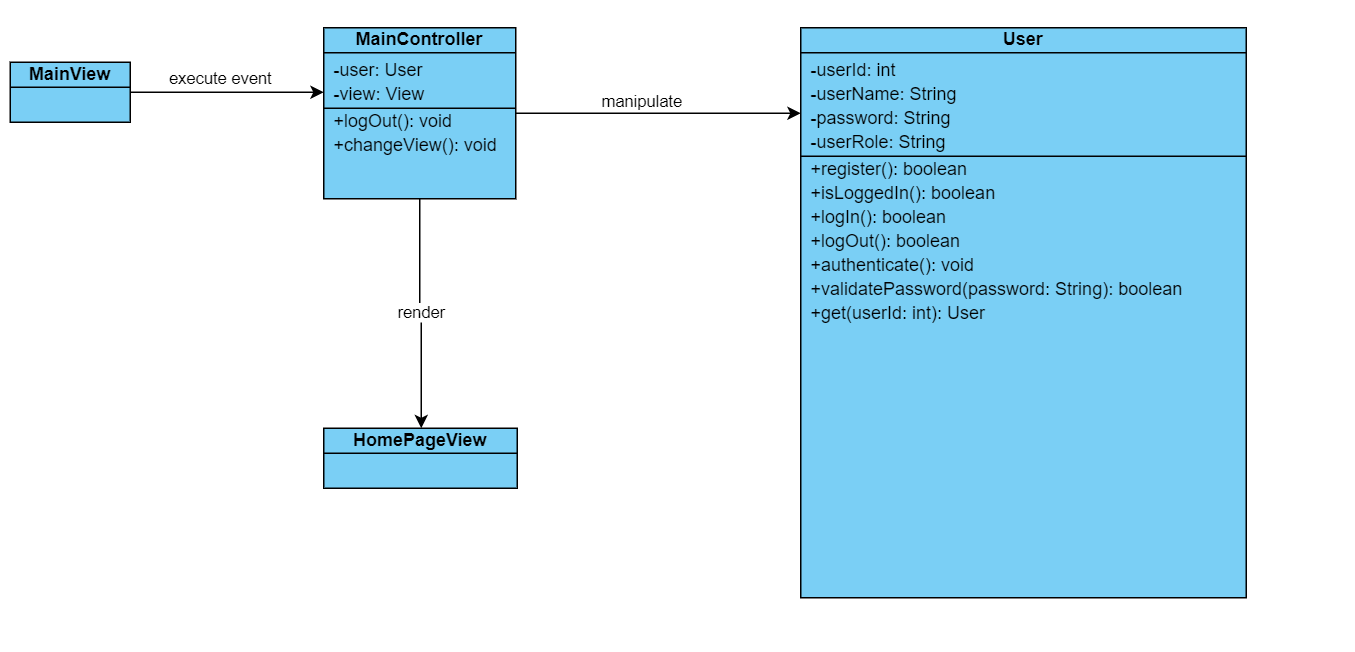 MainView
execute event
MainController
-user: User
-view: View
+logOut(): void
+changeView(): void
manipulate
User
-userId: int
-userName: String
-password: String
-userRole: String
+register(): boolean
+isLoggedIn(): boolean
+logIn(): boolean
+logOut(): boolean
+authenticate(): void
+validatePassword(password: String): boolean
+get(userId: int): User
render
HomePageView